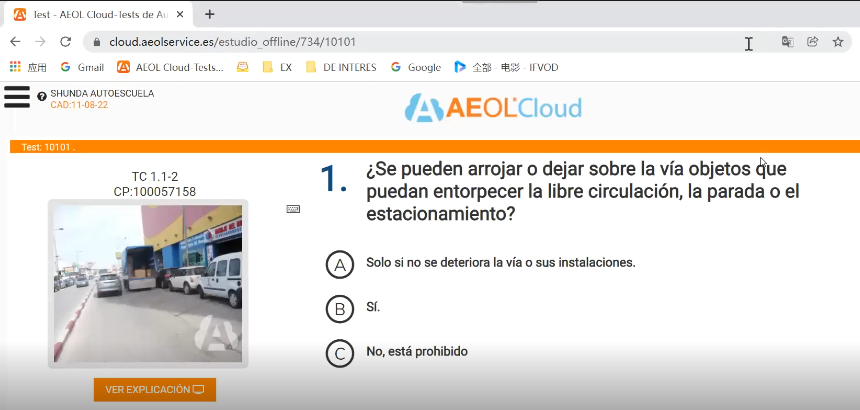 Test - AEOL Cloud-Tests de Au
cloud.aeolservice.es/estudio_offline/734/10101
应用 Gmail AEOL Cloud-Tests... EX DE INTERES Google 全部 - 电影 - IFVOD
SHUNDA AUTOESCUELA
CAD:11-08-22
AEOL Cloud
Test: 10101 .
TC 1.1-2
CP:100057158
1. ¿Se pueden arrojar o dejar sobre la vía objetos que
puedan entorpecer la libre circulación, la parada o el
estacionamiento?
A Solo si no se deteriora la vía o sus instalaciones.
B Sí.
C No, está prohibido
VER EXPLICACIÓN